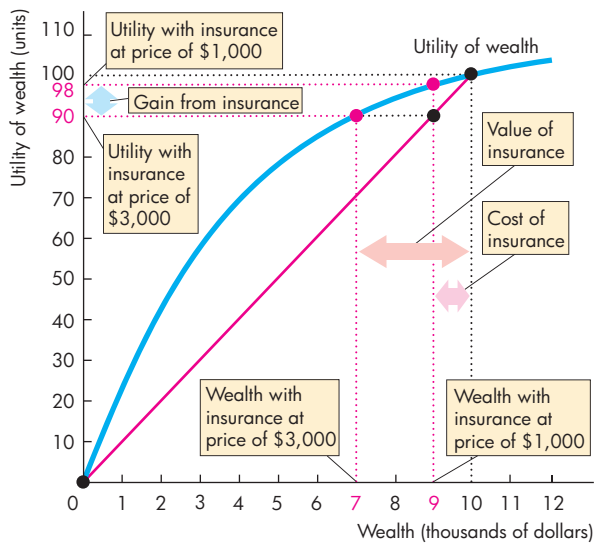 Utility of wealth (units)
110
100
98
90
80
70
60
50
40
30
20
10
Utility with insurance
at price of $1,000
Gain from insurance
Utility with
insurance
at price of
$3,000
Utility of wealth
Value of
insurance
Cost of
insurance
Wealth with
insurance at
price of $3,000
Wealth with
insurance at
price of $1,000
0 1 2 3 4 5 6 7 8 9 10 11 12
Wealth (thousands of dollars)